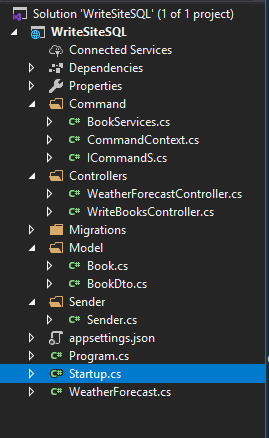 Solution 'WriteSiteSQL' (1 of 1 project)
WriteSiteSQL
Connected Services
Dependencies
Properties
Command
C# BookServices.cs
C# CommandContext.cs
C# ICommandS.cs
Controllers
C# WeatherForecastController.cs
C# WriteBooksController.cs
Migrations
Model
C# Book.cs
C# BookDto.cs
Sender
C# Sender.cs
appsettings.json
C# Program.cs
C# Startup.cs
C# WeatherForecast.cs